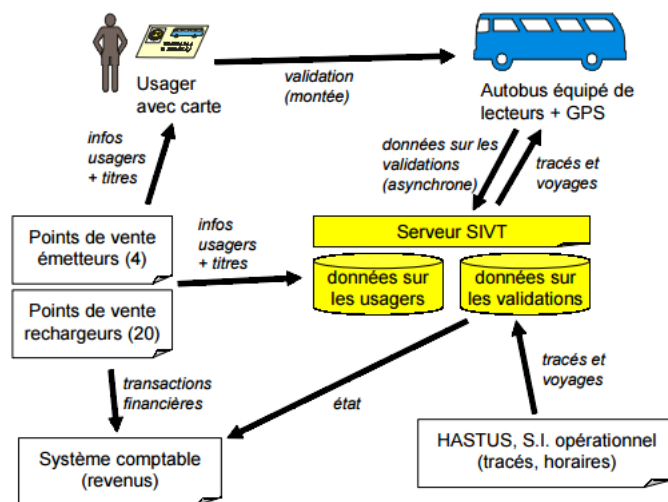 Usager
avec carte
validation
(montée)
Autobus équipé de
lecteurs + GPS
infos
usagers
+ titres
données sur les
validations
(asynchrone)
tracés et
voyages
Points de vente
émetteurs (4)
infos
usagers
+ titres
Serveur SIVT
données sur
les usagers
données sur
les validations
Points de vente
rechargeurs (20)
transactions
financières
état
tracés et
voyages
Système comptable
(revenus)
HASTUS, S.I. opérationnel
(tracés, horaires)